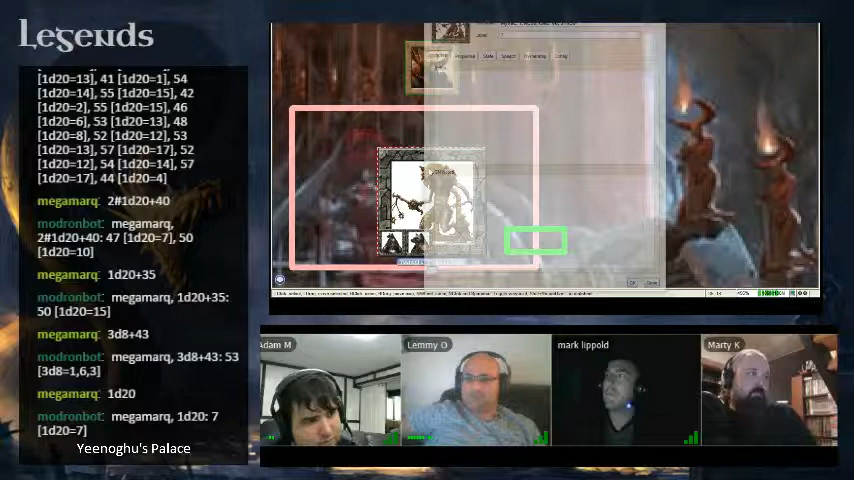 Legends
[1d20=13], 41 [1d20=1], 54
[1d20=14], 55 [1d20=15], 42
[1d20=2], 55 [1d20=15], 46
[1d20=6], 53 [1d20=13], 48
[1d20=8], 52 [1d20=12], 53
[1d20=13], 57 [1d20=17], 52
[1d20=12], 54 [1d20=14], 57
[1d20=17], 44 [1d20=4]
megamarq: 2#1d20+40
modronbot: megamarq,
2#1d20+40: 47 [1d20=7], 50
[1d20=10]
megamarq: 1d20+35
modronbot: megamarq, 1d20+35:
50 [1d20=15]
megamarq: 3d8+43
modronbot: megamarq, 3d8+43: 53
[3d8=1,6,3]
megamarq: 1d20
modronbot: megamarq, 1d20: 7
[1d20=7]
Yeenoghu's Palace
Properties State Speech Ownership Config
Adam M
Lemmy O
mark lippold
Marty K